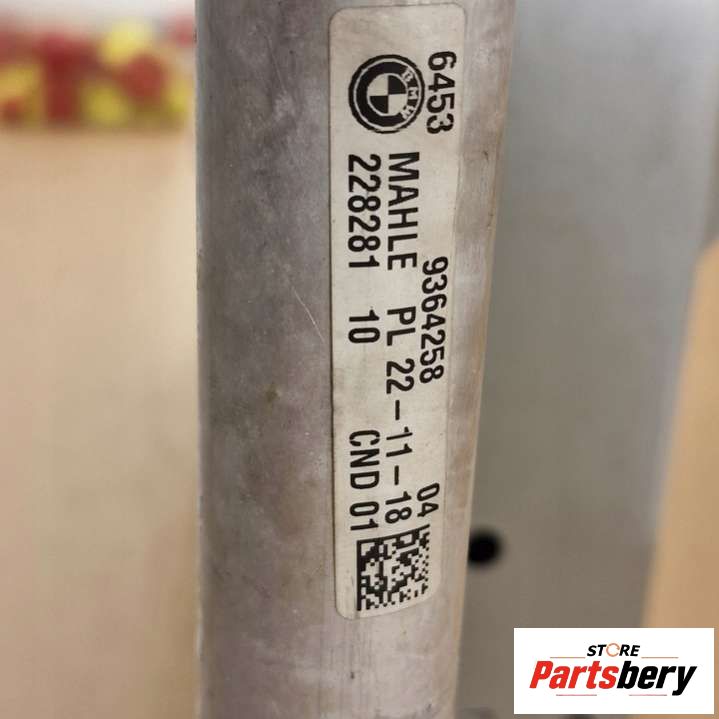 BMW
6453 9364258 04
MAHLE PL 22-11-18
228281 10 CND 01
STORE
Partsbery